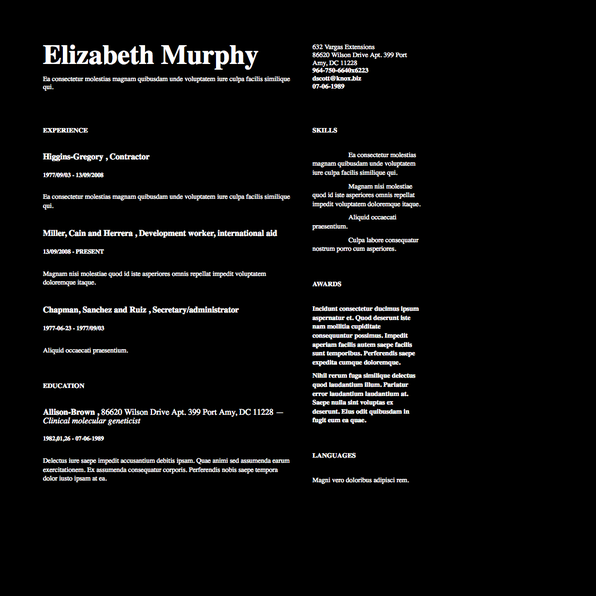 Elizabeth Murphy
Ea consectetur molestias magnam quibusdam unde voluptatem iure culpa facilis similique
qui.
632 Vargas Extensions
86620 Wilson Drive Apt. 399 Port
Amy, DC 11228
964-750-6640x6223
dscott@knox.biz
07-06-1989
EXPERIENCE
Higgins-Gregory , Contractor
1977/09/03 - 13/09/2008
Ea consectetur molestias magnam quibusdam unde voluptatem iure culpa facilis similique
qui.
Miller, Cain and Herrera , Development worker, international aid
13/09/2008 - PRESENT
Magnam nisi molestiae quod id iste asperiores omnis repellat impedit voluptatem
doloremque itaque.
Chapman, Sanchez and Ruiz , Secretary/administrator
1977-06-23 - 1977/09/03
Aliquid occaecati praesentium.
EDUCATION
Allison-Brown , 86620 Wilson Drive Apt. 399 Port Amy, DC 11228 —
Clinical molecular geneticist
1982,01,26 - 07-06-1989
Delectus iure saepe impedit accusantium debitis ipsam. Quae animi sed assumenda earum
exercitationem. Ex assumenda consequatur corporis. Perferendis nobis saepe tempora
dolor iusto ipsam at ea.
SKILLS
Ea consectetur molestias
magnam quibusdam unde voluptatem
iure culpa facilis similique qui.
Magnam nisi molestiae
quod id iste asperiores omnis repellat
impedit voluptatem doloremque itaque.
Aliquid occaecati
praesentium.
Culpa labore consequatur
nostrum porro cum asperiores.
AWARDS
Incidunt consectetur ducimus ipsum
aspernatur et. Quod deserunt iste
nam mollitia cupiditate
consequuntur possimus. Impedit
aperiam facilis autem saepe facilis
sunt temporibus. Perferendis saepe
expedita cumque doloremque.
Nihil rerum fuga similique delectus
quod laudantium illum. Pariatur
error laudantium laudantium at.
Saepe nulla sint voluptas ex
deserunt. Eius odit quibusdam in
fugit eum ea quae.
LANGUAGES
Magni vero doloribus adipisci rem.